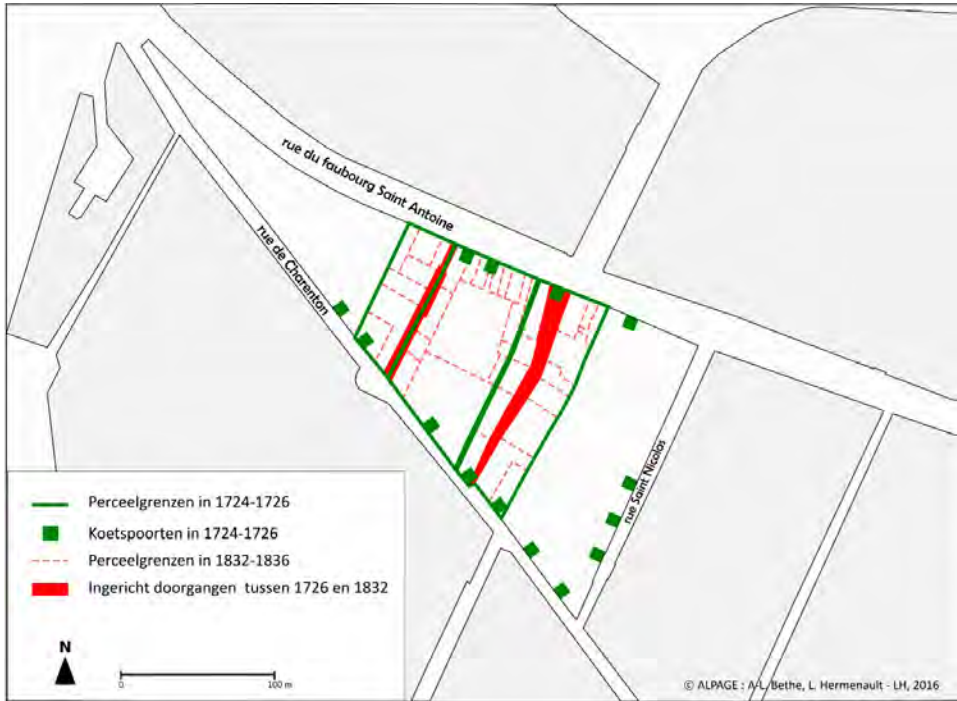 rue du faubourg Saint Antoine
rue de Charenton
rue Saint Nicolas
Perceelgrenzen in 1724-1726
Koetspoorten in 1724-1726
Perceelgrenzen in 1832-1836
Ingericht doorgangen tussen 1726 en 1832
N
0 100 m
© ALPAGE : A-L. Bethe, L. Hermenault - LH, 2016